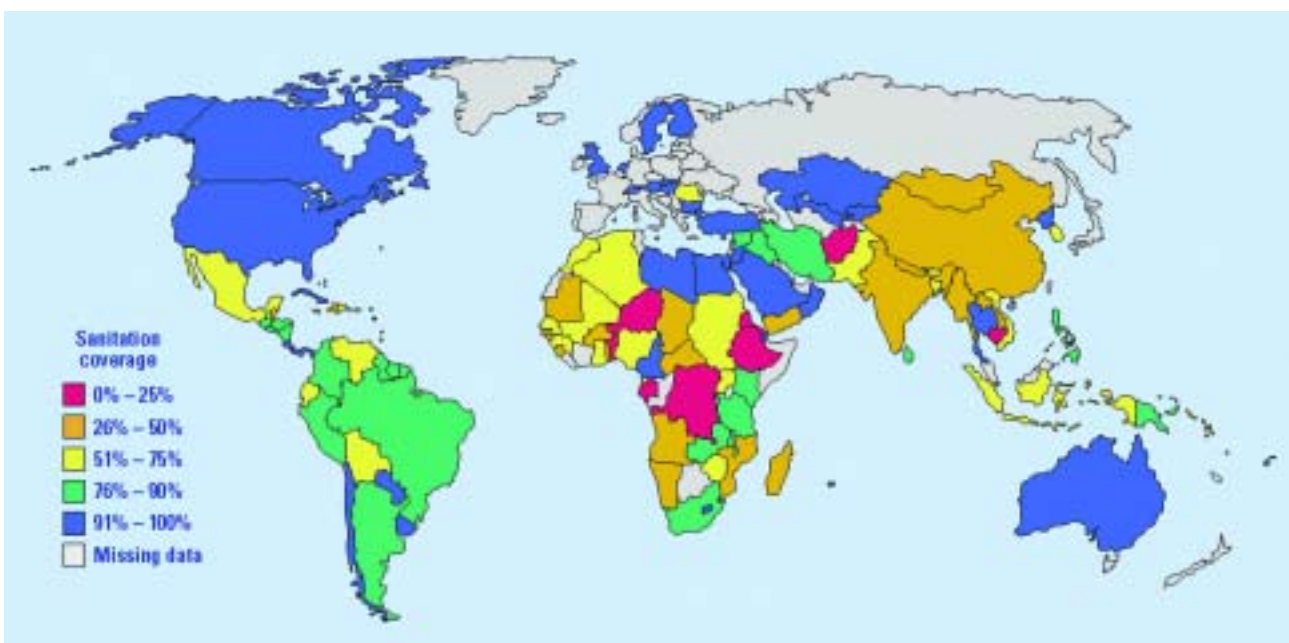 Sanitation
coverage
0% – 25%
26% – 50%
51% – 75%
76% – 90%
91% – 100%
Missing data